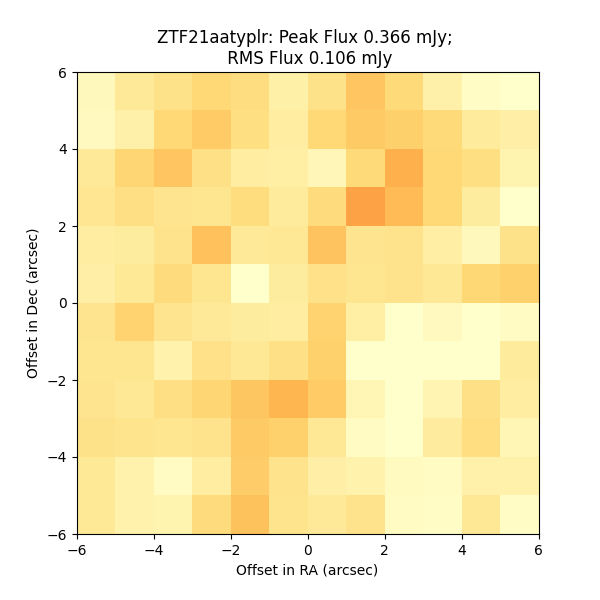 ZTF21aatyplr: Peak Flux 0.366 mJy;
RMS Flux 0.106 mJy
6
4
2
0
−2
−4
−6
Offset in Dec (arcsec)
−6 −4 −2 0 2 4 6
Offset in RA (arcsec)